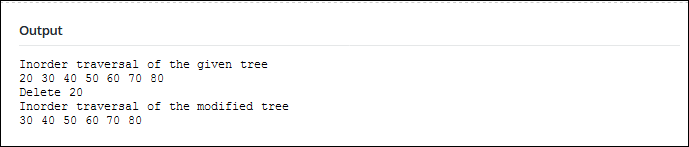 Output
Inorder traversal of the given tree
20 30 40 50 60 70 80
Delete 20
Inorder traversal of the modified tree
30 40 50 60 70 80